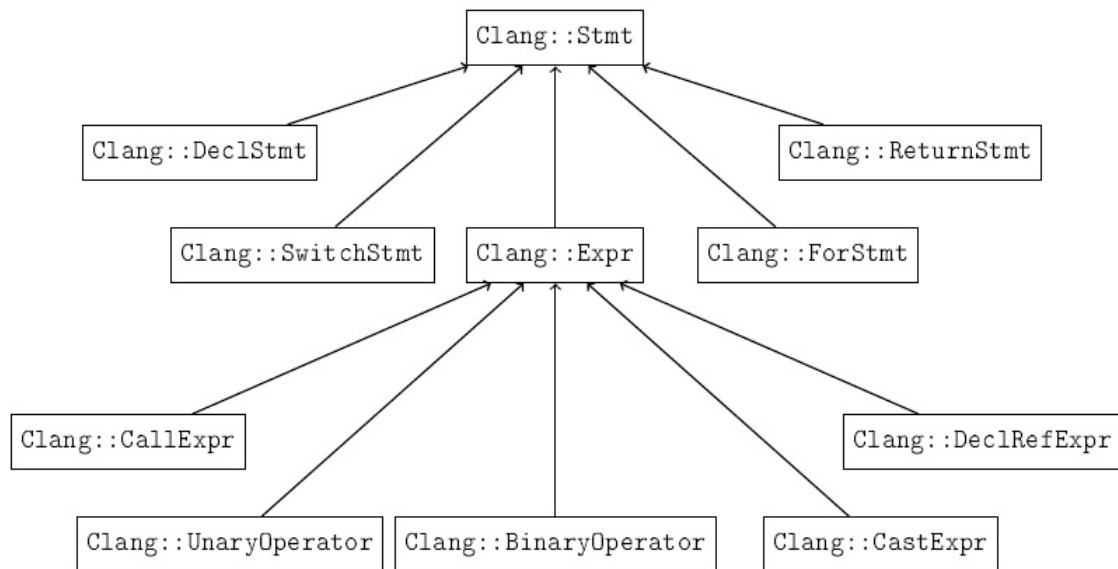 Clang::Stmt
Clang::DeclStmt
Clang::ReturnStmt
Clang::SwitchStmt
Clang::Expr
Clang::ForStmt
Clang::CallExpr
Clang::DeclRefExpr
Clang::UnaryOperator
Clang::BinaryOperator
Clang::CastExpr